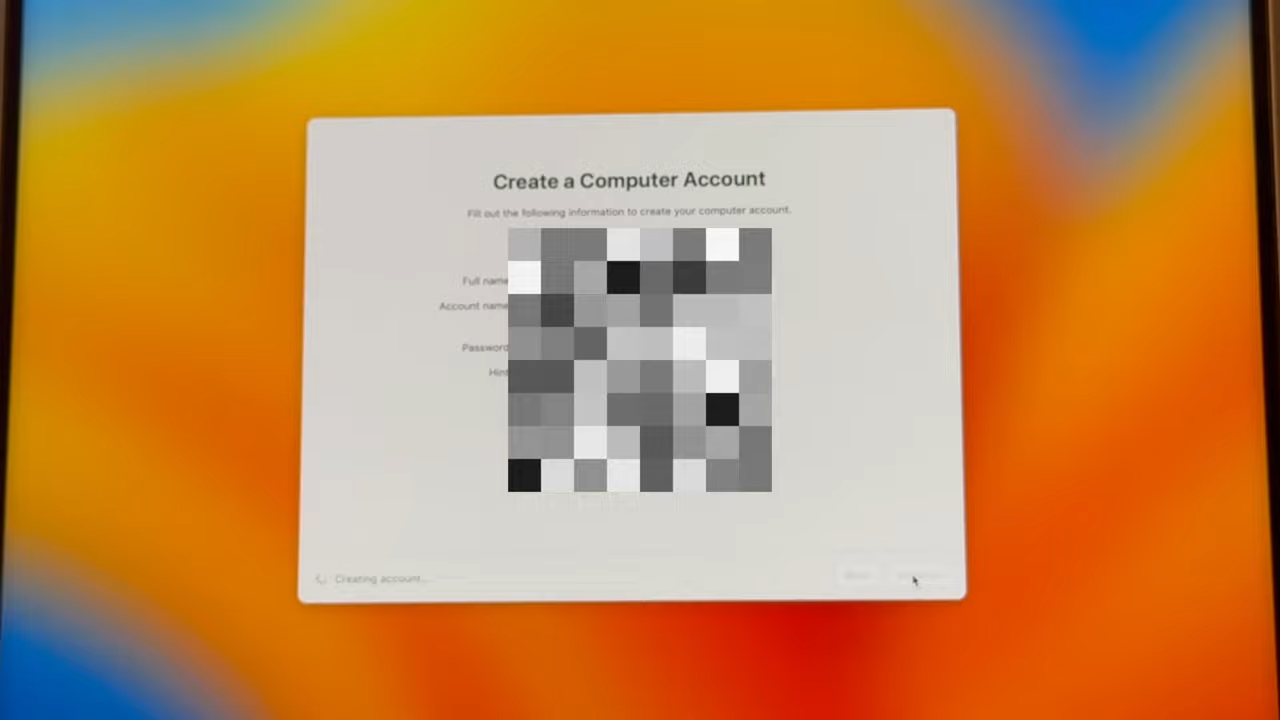 Create a Computer Account
Fill out the following information to create your computer account.
Full name
Account name
Password
Hint
Creating account...